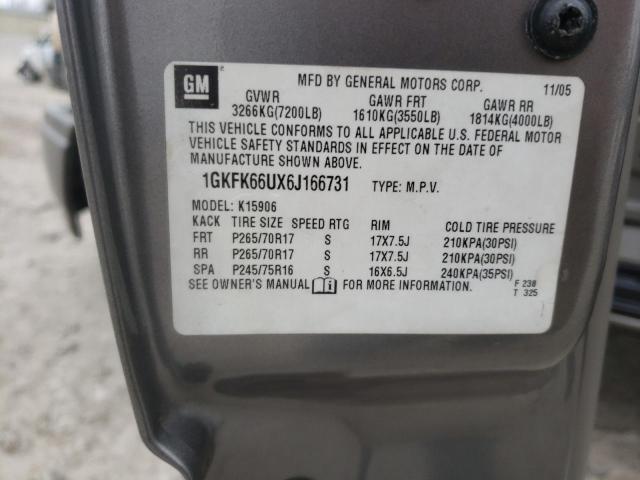 GM MFD BY GENERAL MOTORS CORP. 11/05
GVWR GAWR FRT GAWR RR
3266KG(7200LB) 1610KG(3550LB) 1814KG(4000LB)
THIS VEHICLE CONFORMS TO ALL APPLICABLE U.S. FEDERAL MOTOR
VEHICLE SAFETY STANDARDS IN EFFECT ON THE DATE OF
MANUFACTURE SHOWN ABOVE.
1GKFK66UX6J166731 TYPE: M.P.V.
MODEL: K15906
KACK TIRE SIZE SPEED RTG RIM COLD TIRE PRESSURE
FRT P265/70R17 S 17X7.5J 210KPA(30PSI)
RR P265/70R17 S 17X7.5J 210KPA(30PSI)
SPA P245/75R16 S 16X6.5J 240KPA(35PSI)
SEE OWNER'S MANUAL FOR MORE INFORMATION. F 238
T 325